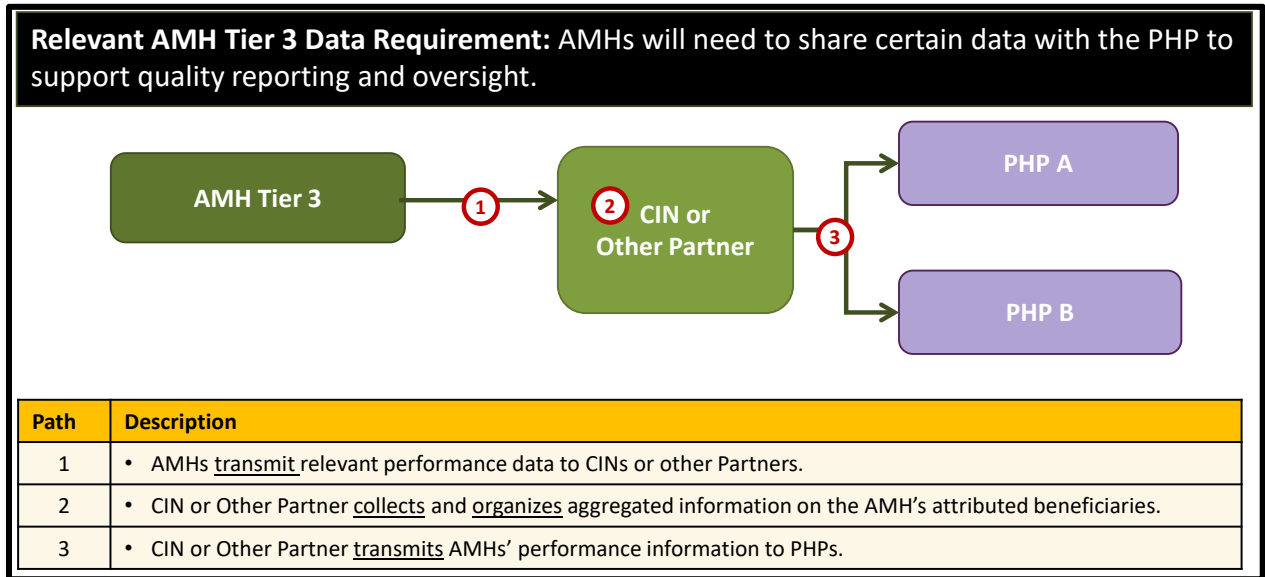 Relevant AMH Tier 3 Data Requirement: AMHs will need to share certain data with the PHP to
support quality reporting and oversight.
AMH Tier 3
1
2
CIN or
Other Partner
3
PHP A
PHP B
Path Description
1 • AMHs transmit relevant performance data to CINs or other Partners.
2 • CIN or Other Partner collects and organizes aggregated information on the AMH’s attributed beneficiaries.
3 • CIN or Other Partner transmits AMHs’ performance information to PHPs.